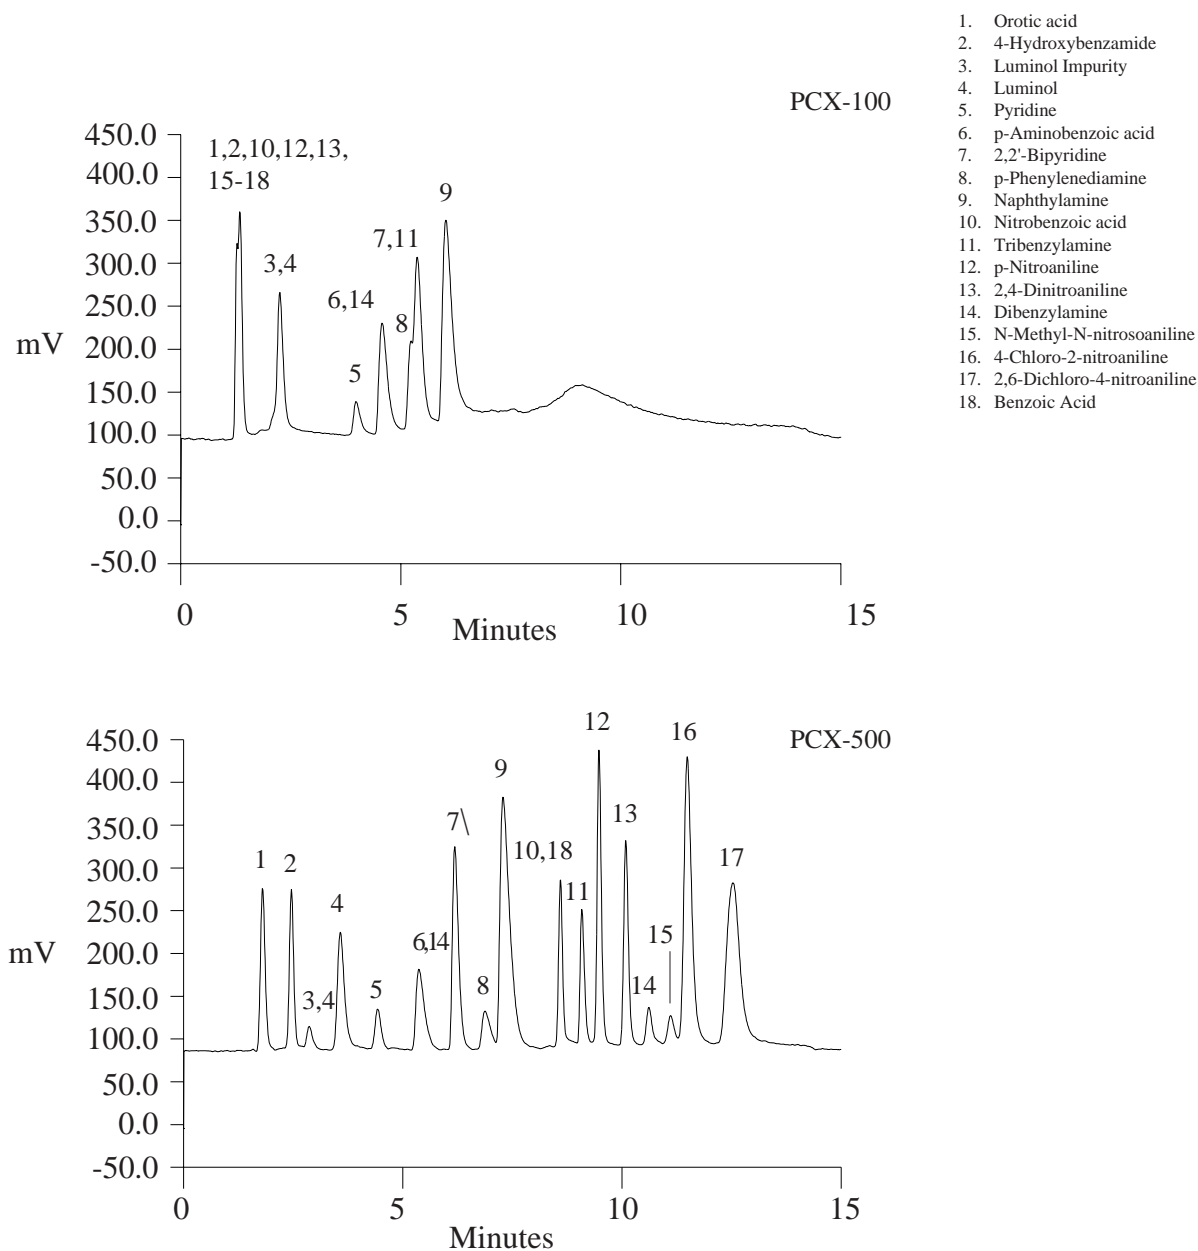 1. Orotic acid
2. 4-Hydroxybenzamide
3. Luminol Impurity
4. Luminol
5. Pyridine
6. p-Aminobenzoic acid
7. 2,2'-Bipyridine
8. p-Phenylenediamine
9. Naphthylamine
10. Nitrobenzoic acid
11. Tribenzylamine
12. p-Nitroaniline
13. 2,4-Dinitroaniline
14. Dibenzylamine
15. N-Methyl-N-nitrosoaniline
16. 4-Chloro-2-nitroaniline
17. 2,6-Dichloro-4-nitroaniline
18. Benzoic Acid
PCX-100
450.0
400.0
350.0
300.0
250.0
200.0
150.0
100.0
50.0
0.0
-50.0
mV
1,2,10,12,13,
15-18
3,4
5
6,14
8
7,11
9
0
5
10
15
Minutes
PCX-500
450.0
400.0
350.0
300.0
250.0
200.0
150.0
100.0
50.0
0.0
-50.0
mV
1
2
3,4
4
5
6,14
7\
8
9
10,18
11
12
13
14
15
16
17
0
5
10
15
Minutes